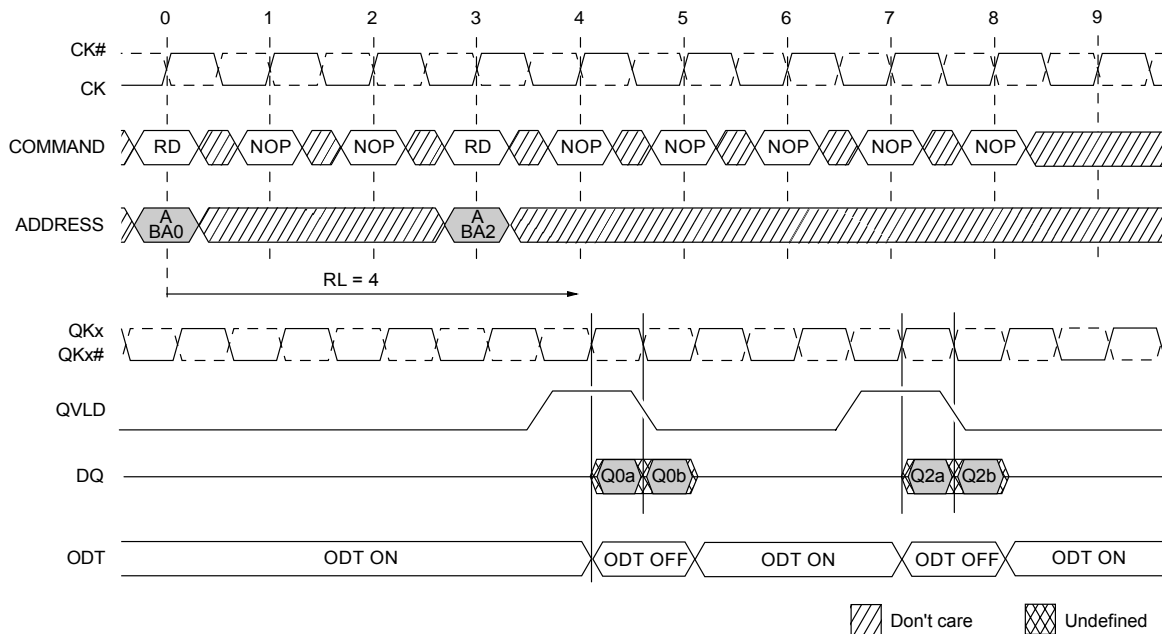 0 1 2 3 4 5 6 7 8 9
CK#
CK
COMMAND RD NOP NOP RD NOP NOP NOP NOP NOP
ADDRESS A BA0 A BA2
RL = 4
QKx
QKx#
QVLD
DQ Q0a Q0b Q2a Q2b
ODT ODT ON ODT OFF ODT ON ODT OFF ODT ON
Don't care Undefined